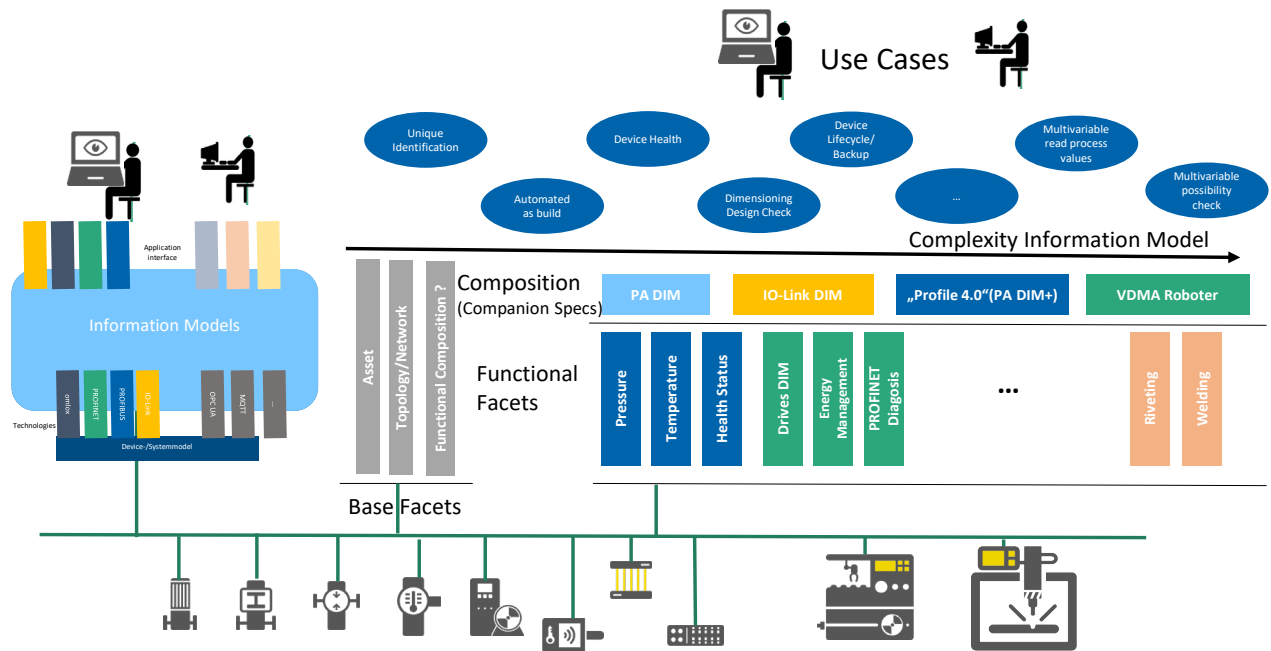 Use Cases
Unique
Identification
Device Health
Device
Lifecycle/
Backup
Multivariable
read process
values
Automated
as build
Dimensioning
Design Check
...
Multivariable
possibility
check
Complexity Information Model
Application
interface
Information Models
omlox
PROFINET
PROFIBUS
IO-Link
OPC UA
MQTT
...
Technologies
Device-/Systemmodel
Asset
Topology/Network
Functional Composition ?
Base Facets
Composition
(Companion Specs)
PA DIM
IO-Link DIM
„Profile 4.0“(PA DIM+)
VDMA Roboter
Functional
Facets
Pressure
Temperature
Health Status
Drives DIM
Energy
Management
PROFINET
Diagosis
...
Riveting
Welding